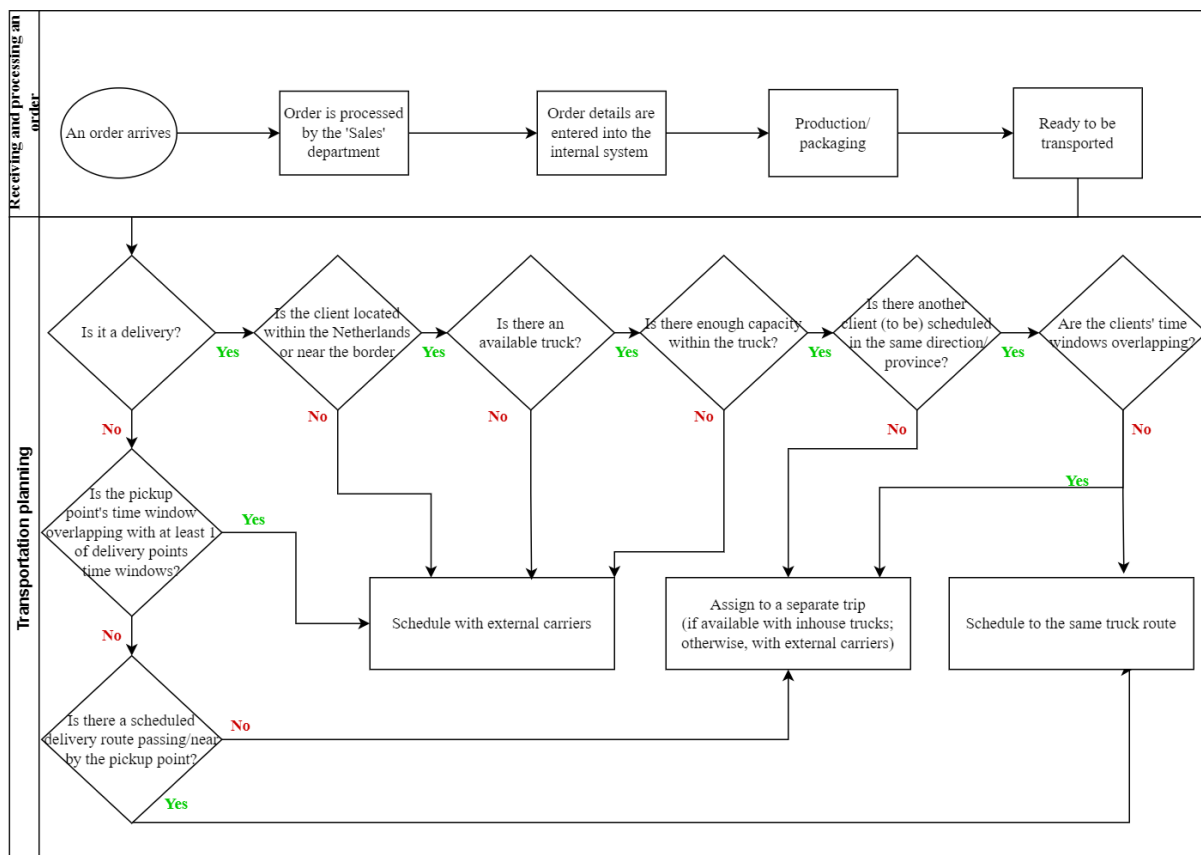 Receiving and processing an
order
An order arrives
Order is processed
by the 'Sales'
department
Order details are
entered into the
internal system
Production/
packaging
Ready to be
transported
Transportation planning
Is it a delivery?
Yes
No
Is the client located
within the Netherlands
or near the border
Yes
No
Is there an
available truck?
Yes
No
Is there enough capacity
within the truck?
Yes
No
Is there another
client (to be) scheduled
in the same direction/
province?
Yes
No
Are the clients' time
windows overlapping?
No
Yes
Is the pickup
point's time window
overlapping with at least 1
of delivery points
time windows?
Yes
No
Schedule with external carriers
Assign to a separate trip
(if available with inhouse trucks;
otherwise, with external carriers)
Schedule to the same truck route
Is there a scheduled
delivery route passing/near
by the pickup point?
No
Yes